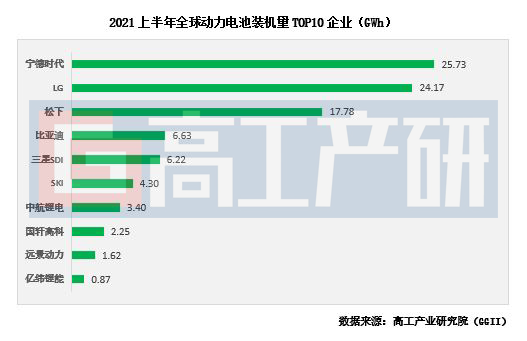 2021上半年全球动力电池装机量TOP10企业（GWh）
宁德时代 25.73
LG 24.17
松下 17.78
比亚迪 6.63
三星SDI 6.22
SKI 4.30
中航锂电 3.40
国轩高科 2.25
远景动力 1.62
亿纬锂能 0.87
高工产研
数据来源：高工产业研究院（GGII）